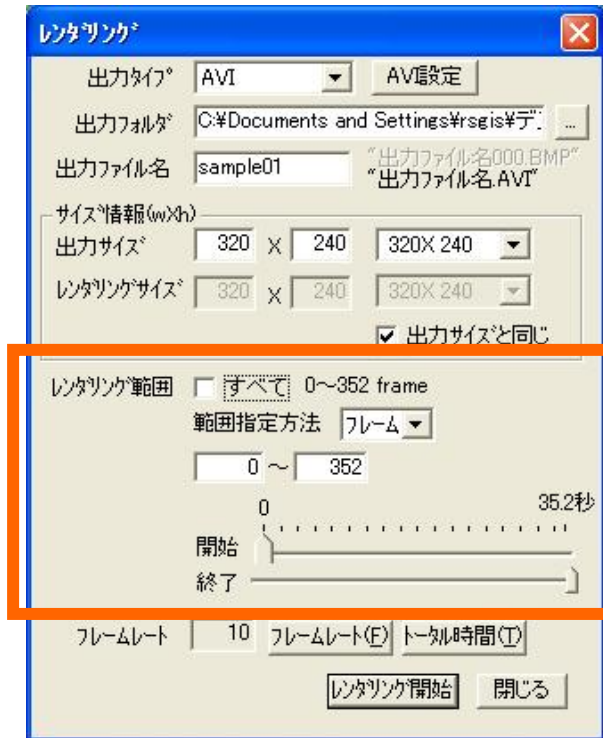 レンダリング
出力タイプ AVI AVI設定
出力フォルダ C:¥Documents and Settings¥rsgis¥デ. ...
出力ファイル名 sample01 "出力ファイル名000.BMP"
"出力ファイル名.AVI"
サイズ情報(wXh)
出力サイズ 320 X 240 320X 240
レンダリングサイズ 320 X 240 320X 240
出力サイズと同じ
レンダリング範囲 すべて 0~352 frame
範囲指定方法 フレーム
0 ~ 352
0 35.2秒
開始
終了
フレームレート 10 フレームレート(F) トータル時間(T)
レンダリング開始 閉じる